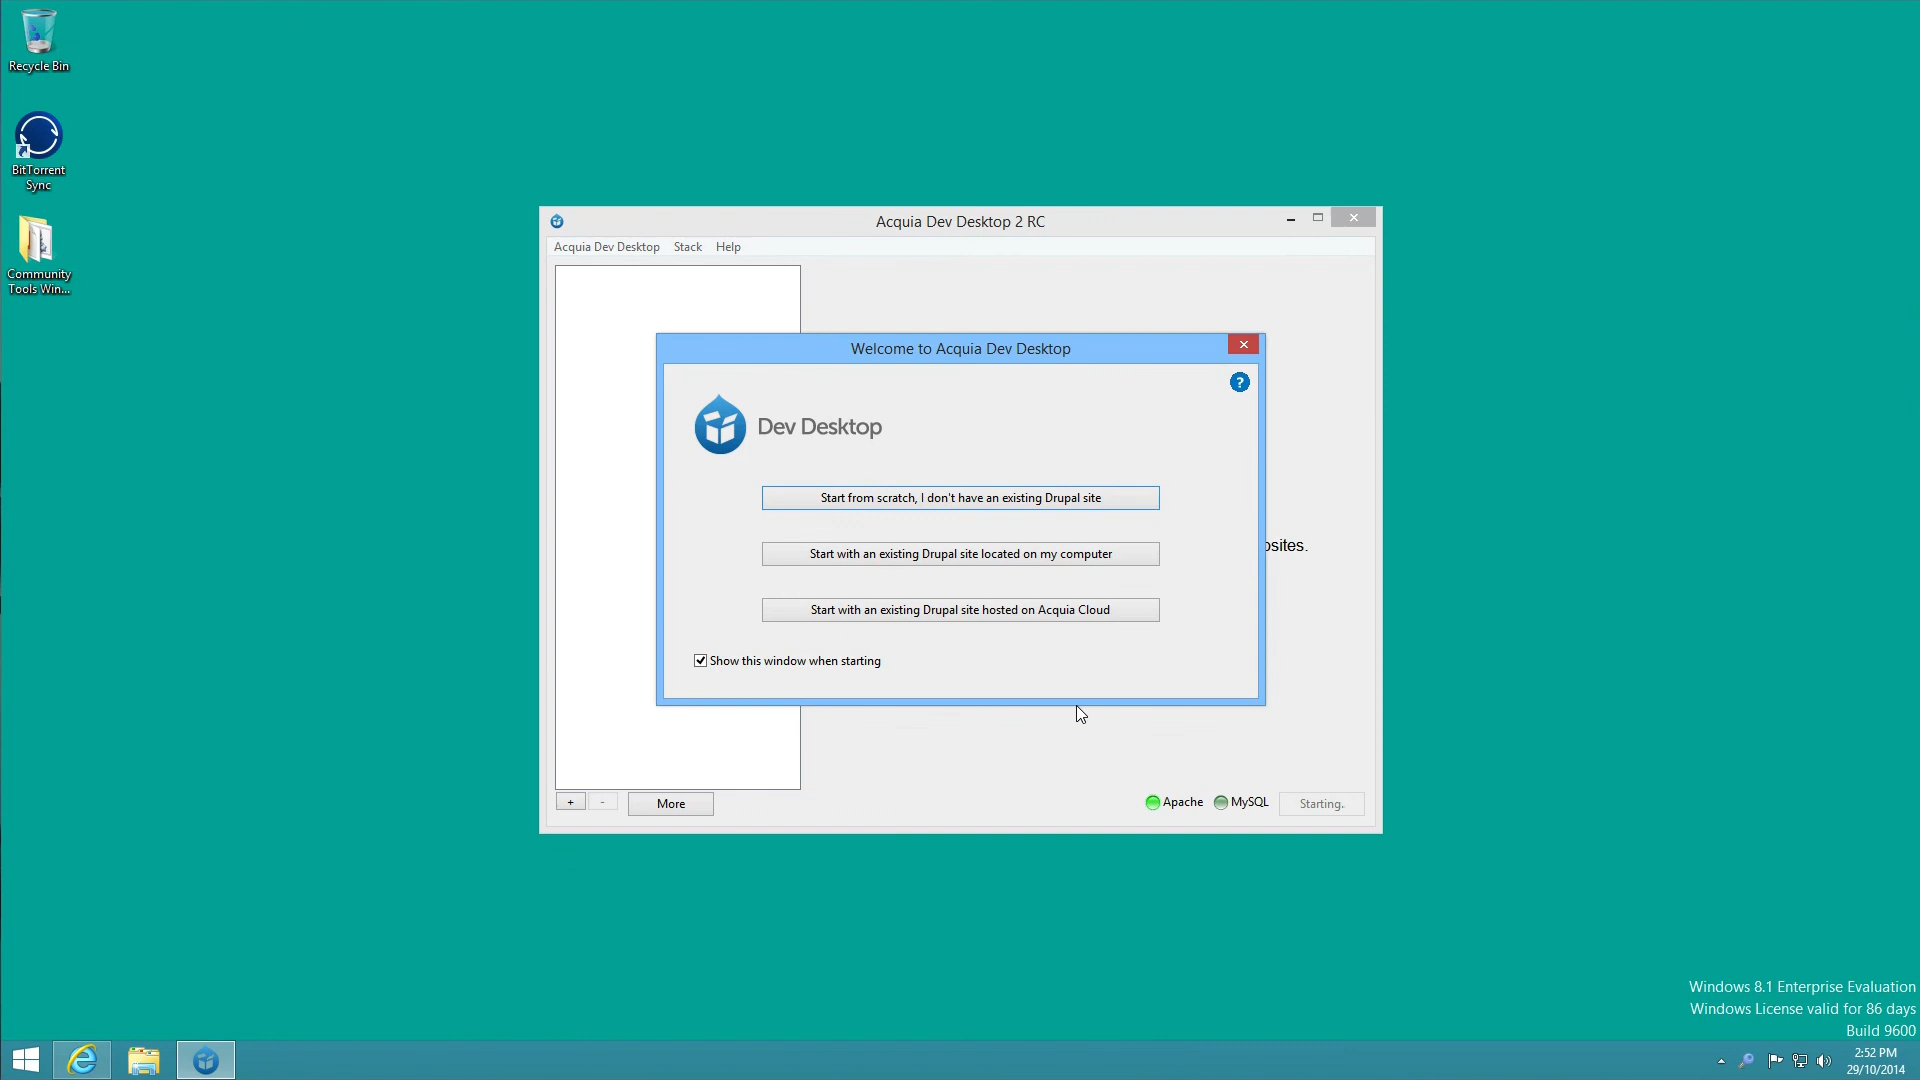 Recycle Bin
BitTorrent
Sync
Community
Tools Win...
Acquia Dev Desktop 2 RC
Acquia Dev Desktop Stack Help
Welcome to Acquia Dev Desktop
?
Dev Desktop
Start from scratch, I don't have an existing Drupal site
Start with an existing Drupal site located on my computer
osites.
Start with an existing Drupal site hosted on Acquia Cloud
Show this window when starting
+ - More
Apache MySQL Starting.
Windows 8.1 Enterprise Evaluation
Windows License valid for 86 days
Build 9600
2:52 PM
29/10/2014